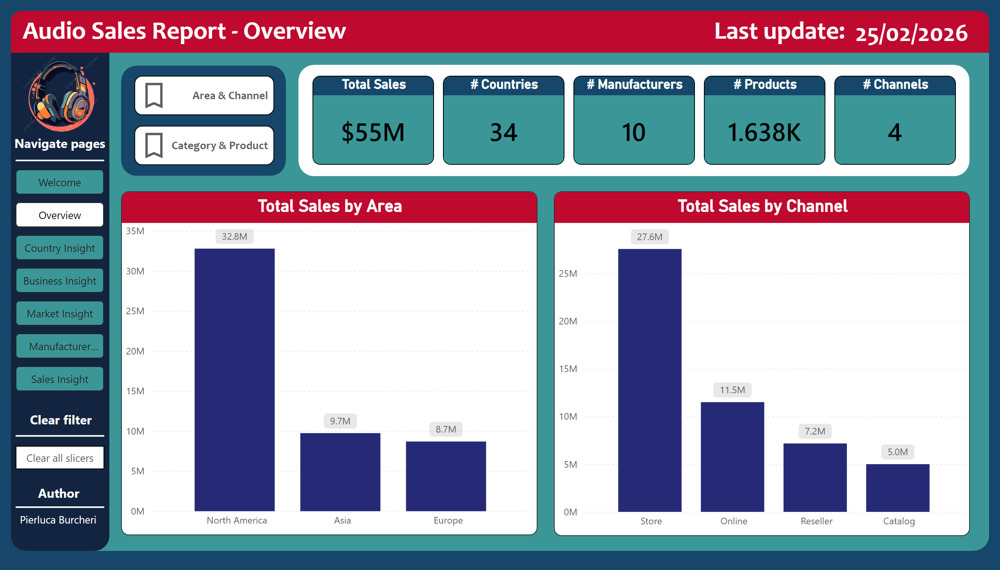 Audio Sales Report - Overview
Last update: 25/02/2026
Navigate pages
Welcome
Overview
Country Insight
Business Insight
Market Insight
Manufacturer...
Sales Insight
Clear filter
Clear all slicers
Author
Pierluca Burcheri
Area & Channel
Category & Product
Total Sales
$55M
# Countries
34
# Manufacturers
10
# Products
1.638K
# Channels
4
Total Sales by Area
35M
30M
25M
20M
15M
10M
5M
0M
32.8M
9.7M
8.7M
North America
Asia
Europe
Total Sales by Channel
25M
20M
15M
10M
5M
0M
27.6M
11.5M
7.2M
5.0M
Store
Online
Reseller
Catalog